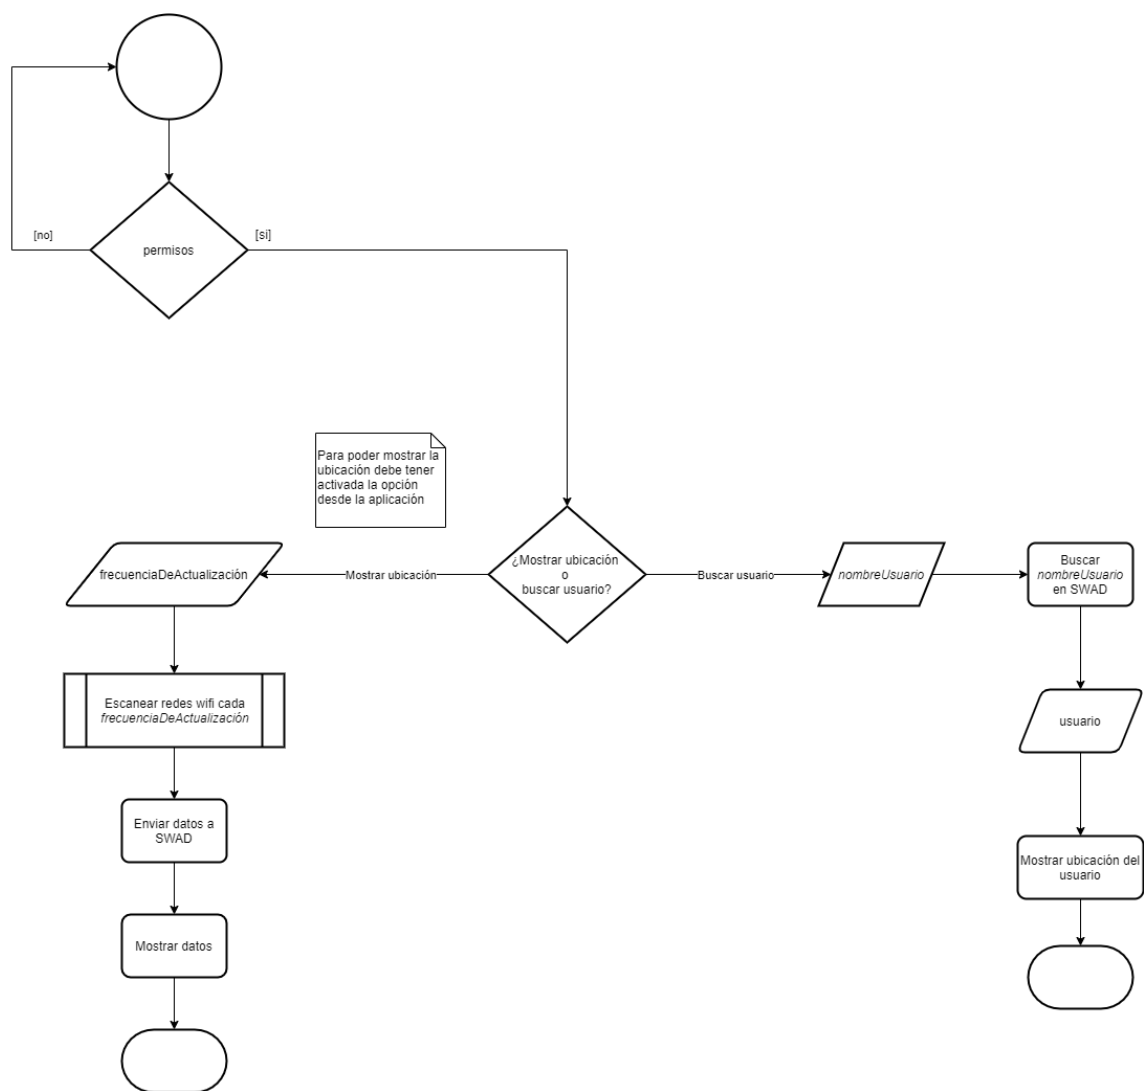 [no]
[si]
permisos
Para poder mostrar la
ubicación debe tener
activada la opción
desde la aplicación
¿Mostrar ubicación
o
buscar usuario?
Mostrar ubicación
frecuenciaDeActualización
Escanear redes wifi cada
frecuenciaDeActualización
Enviar datos a
SWAD
Mostrar datos
Buscar usuario
nombreUsuario
Buscar
nombreUsuario
en SWAD
usuario
Mostrar ubicación del
usuario